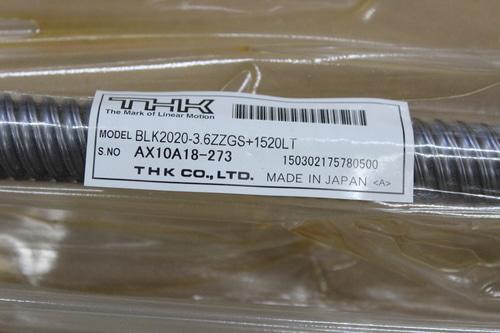 THK
The Mark of Linear Motion
MODEL BLK2020-3.6ZZGS+1520LT
S.NO AX10A18-273 150302175780500
THK CO., LTD. MADE IN JAPAN <A>